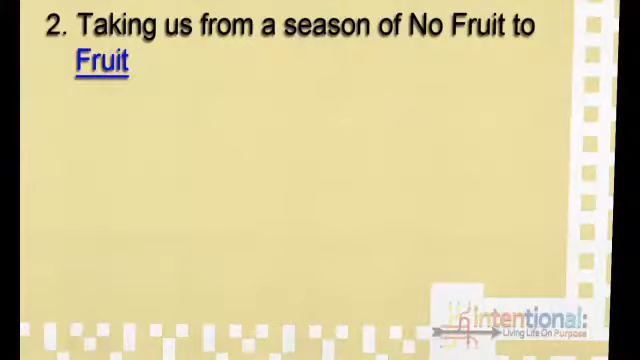 2. Taking us from a season of No Fruit to
Fruit
intentional:
Living Life On Purpose